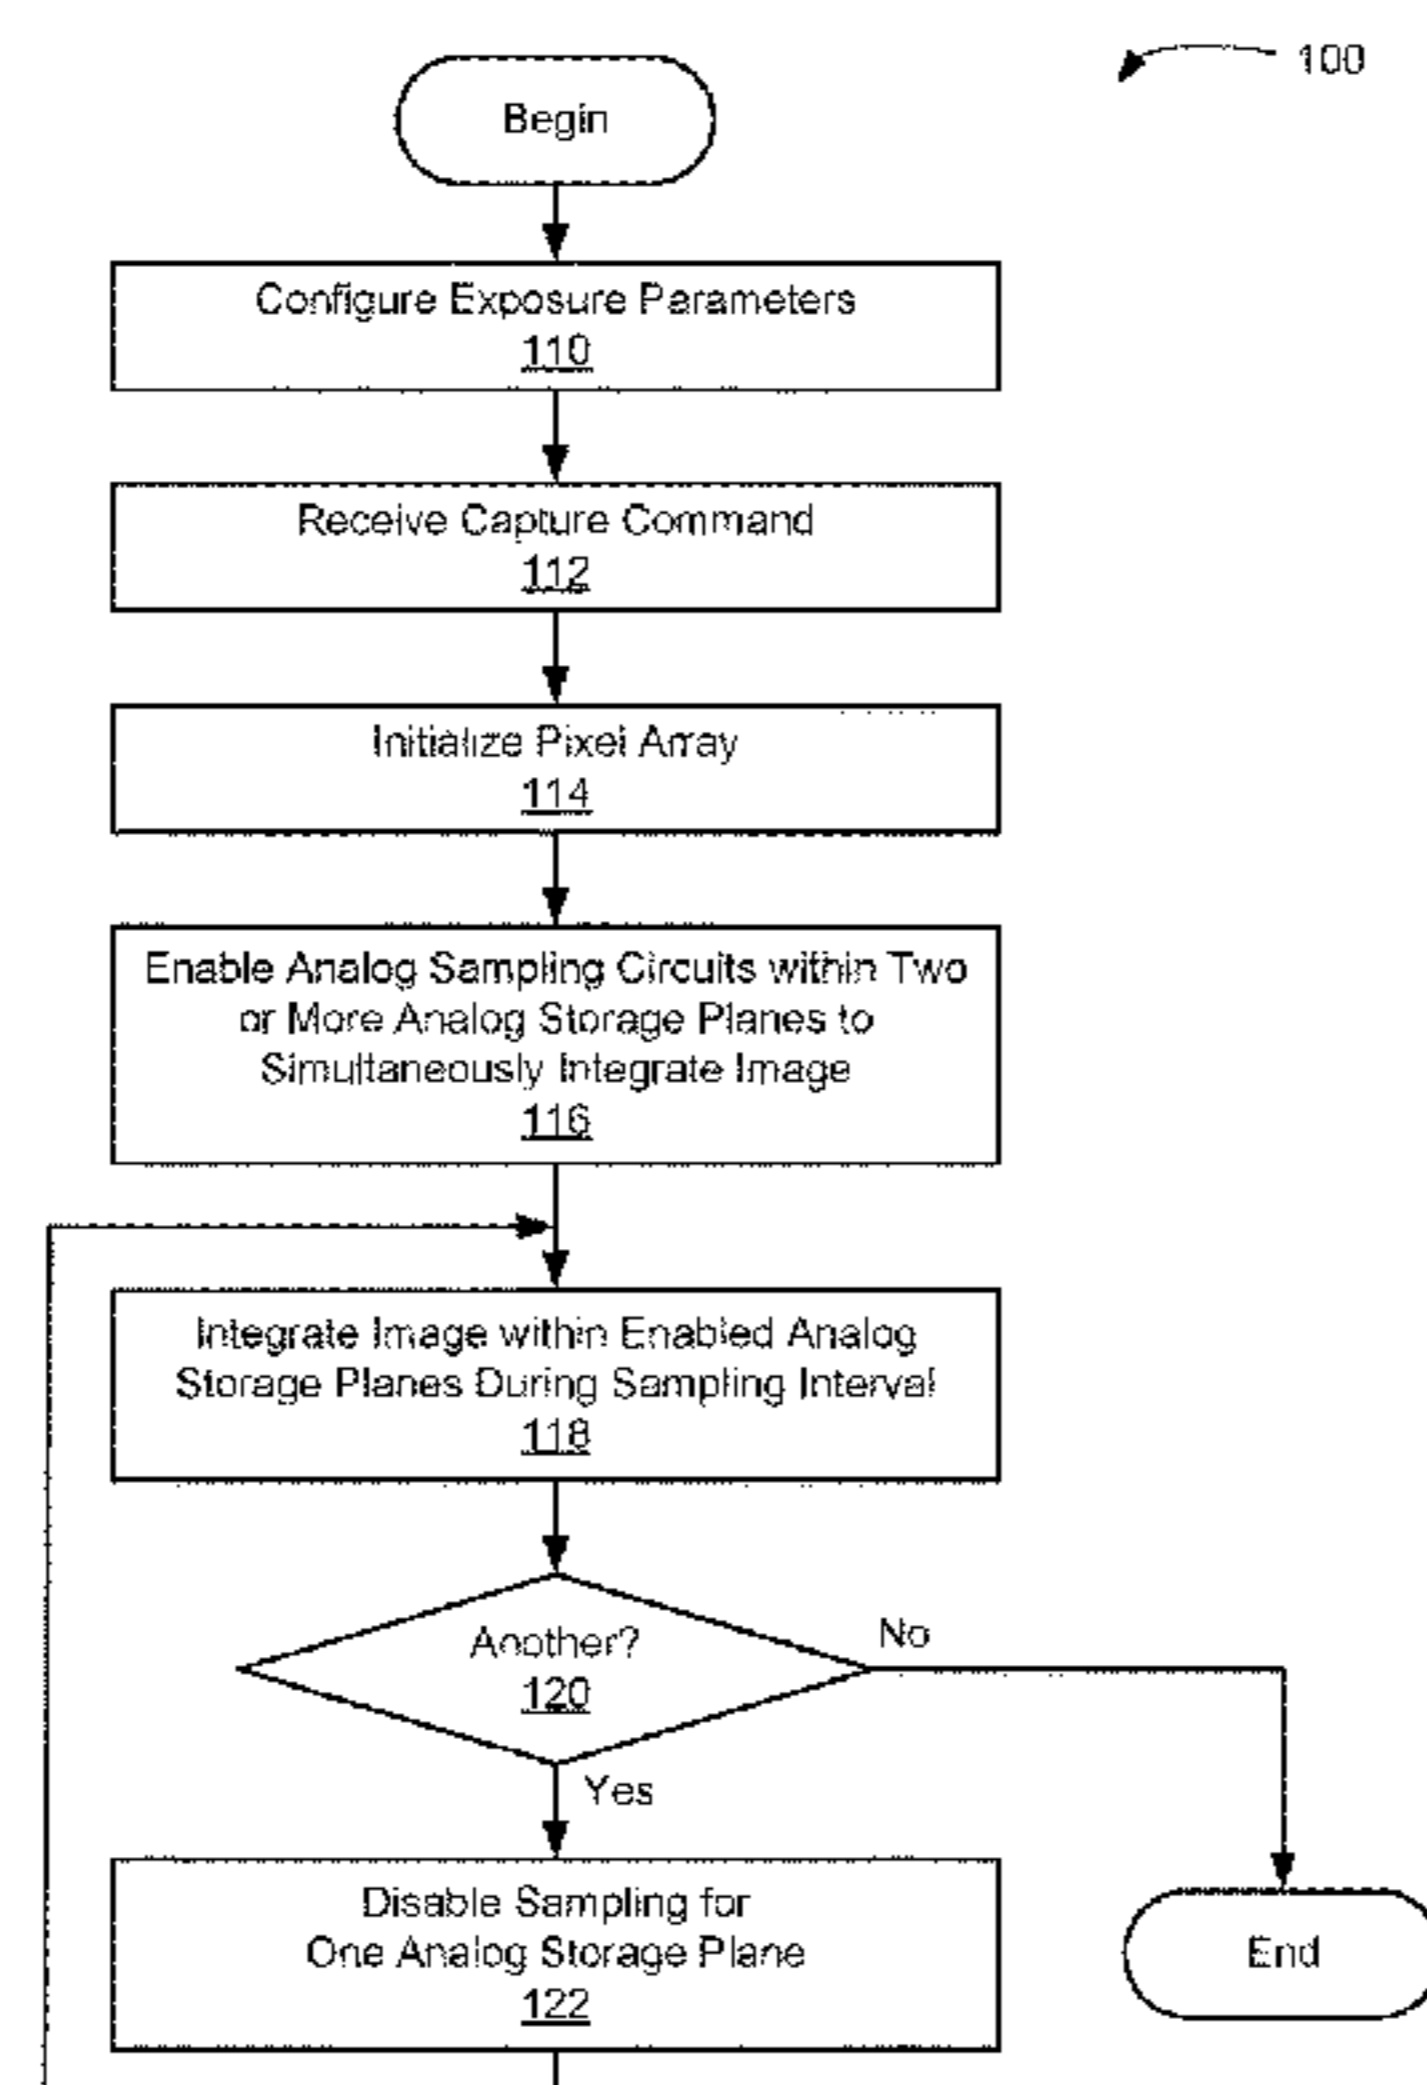 100
Begin
Configure Exposure Parameters
110
Receive Capture Command
112
Initialize Pixel Array
114
Enable Analog Sampling Circuits within Two
or More Analog Storage Planes to
Simultaneously Integrate Image
116
Integrate Image within Enabled Analog
Storage Planes During Sampling Interval
118
Another?
120
No
Yes
Disable Sampling for
One Analog Storage Plane
122
End